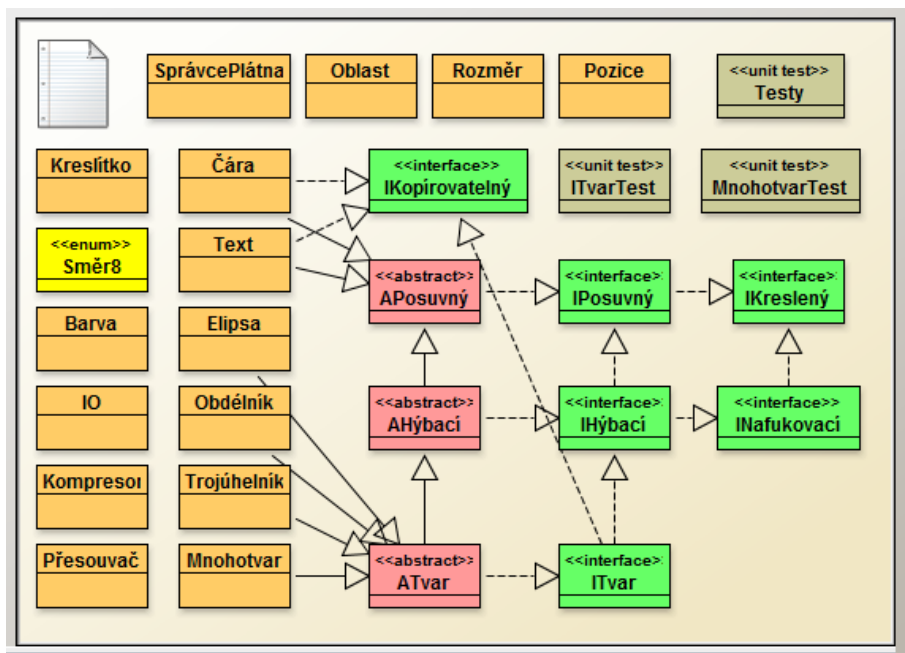 SprávcePlátna
Oblast
Rozměr
Pozice
<<unit test>>
Testy
Kreslítko
Čára
<<interface>>
IKopírovatelný
<<unit test>>
ITvarTest
<<unit test>>
MnohotvarTest
<<enum>>
Směr8
Text
<<abstract>>
APosuvný
<<interface>
IPosuvný
<<interface>
IKreslený
Barva
Elipsa
IO
Obdélník
<<abstract>>
AHýbací
<<interface>
IHýbací
<<interface>>
INafukovací
Kompresor
Trojúhelník
Přesouvač
Mnohotvar
<<abstract>>
ATvar
<<interface>
ITvar